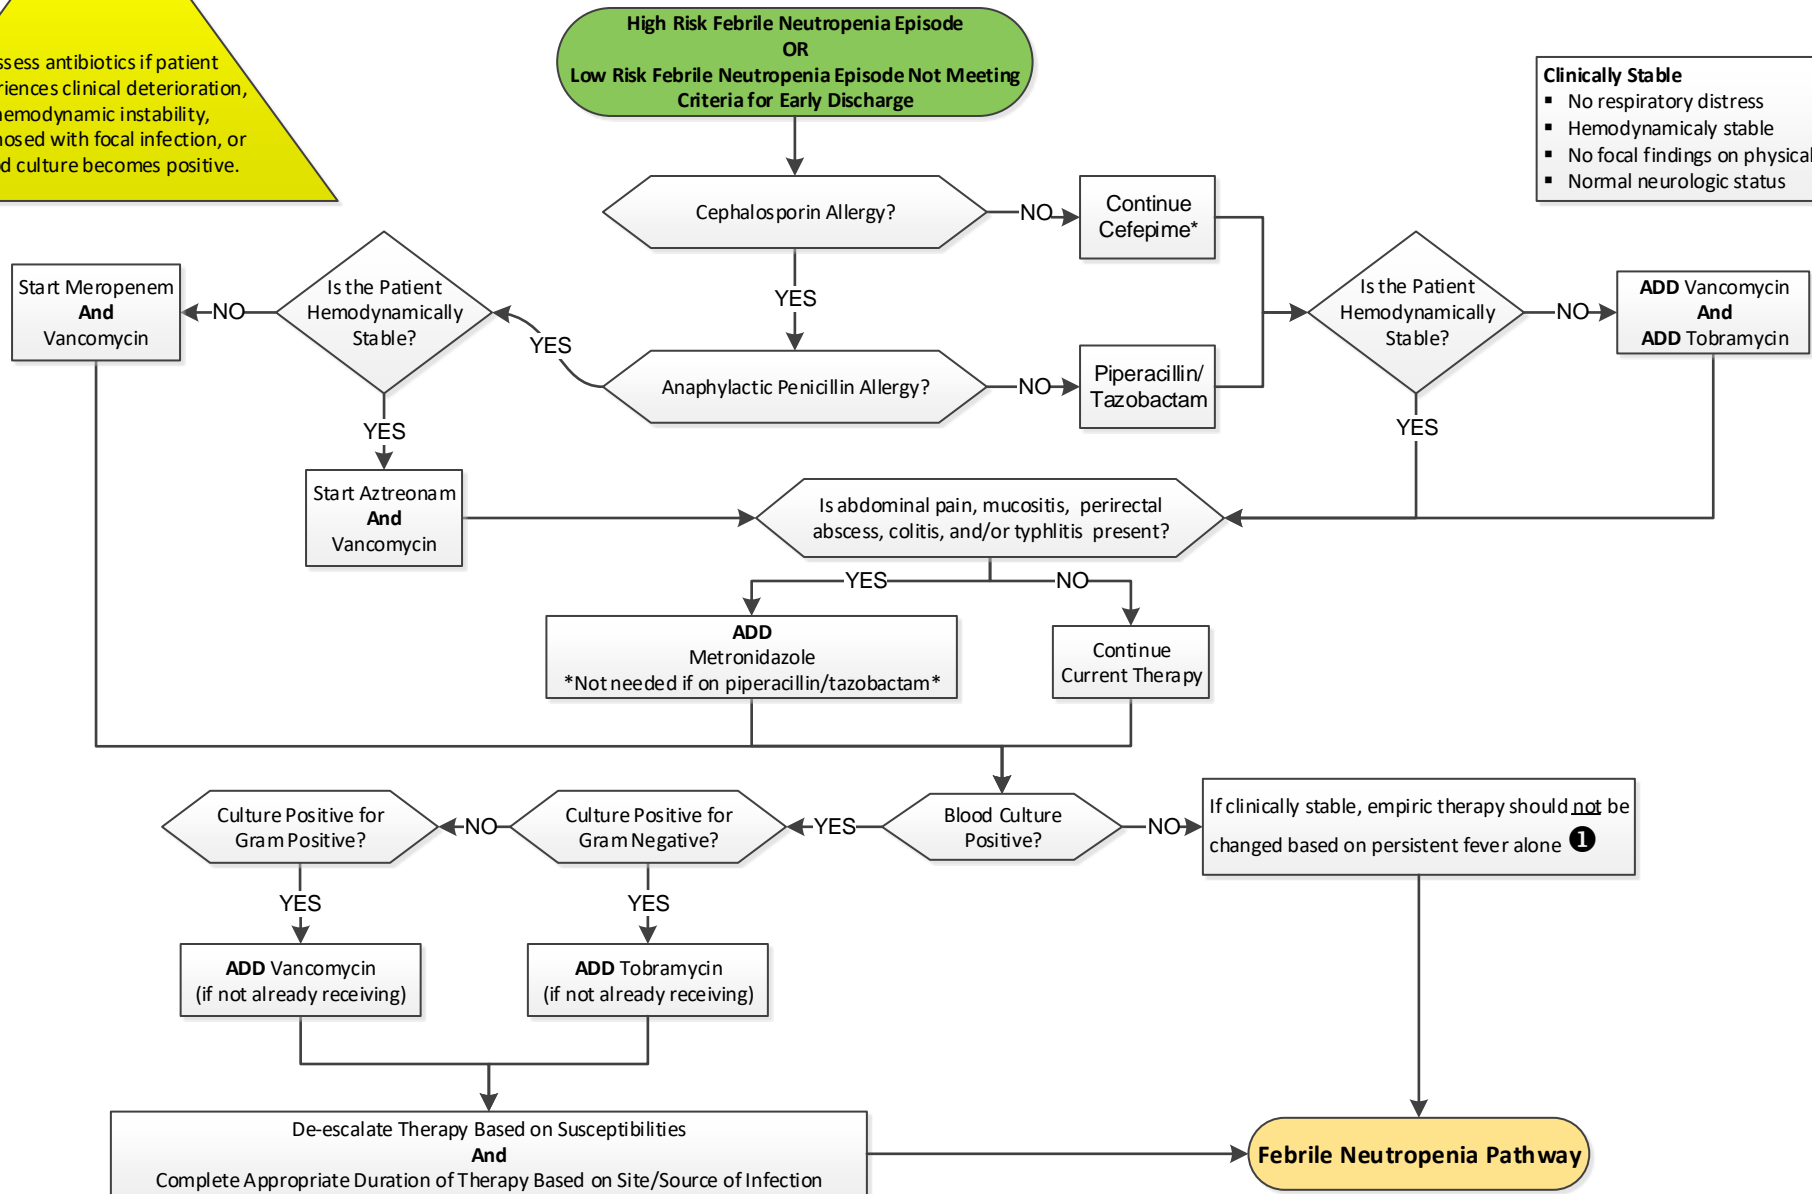 High Risk Febrile Neutropenia Episode
OR
Low Risk Febrile Neutropenia Episode Not Meeting
Criteria for Early Discharge
if patient
clinical deterioration,
hemodynamic instability,
with focal infection, or
culture becomes positive.
Clinically Stable
▪ No respiratory distress
▪ Hemodynamicaly stable
▪ No focal findings on physical
▪ Normal neurologic status
Cephalosporin Allergy?
NO
Continue
Cefepime*
YES
Anaphylactic Penicillin Allergy?
NO
Piperacillin/
Tazobactam
YES
Is the Patient
Hemodynamically
Stable?
NO
Start Meropenem
And
Vancomycin
YES
Start Aztreonam
And
Vancomycin
Is the Patient
Hemodynamically
Stable?
NO
ADD Vancomycin
And
ADD Tobramycin
YES
Is abdominal pain, mucositis, perirectal
abscess, colitis, and/or typhlitis present?
YES
NO
ADD
Metronidazole
*Not needed if on piperacillin/tazobactam*
Continue
Current Therapy
Blood Culture
Positive?
NO
If clinically stable, empiric therapy should not be
changed based on persistent fever alone ❶
YES
Culture Positive for
Gram Negative?
NO
Culture Positive for
Gram Positive?
YES
YES
ADD Vancomycin
(if not already receiving)
ADD Tobramycin
(if not already receiving)
De-escalate Therapy Based on Susceptibilities
And
Complete Appropriate Duration of Therapy Based on Site/Source of Infection
Febrile Neutropenia Pathway